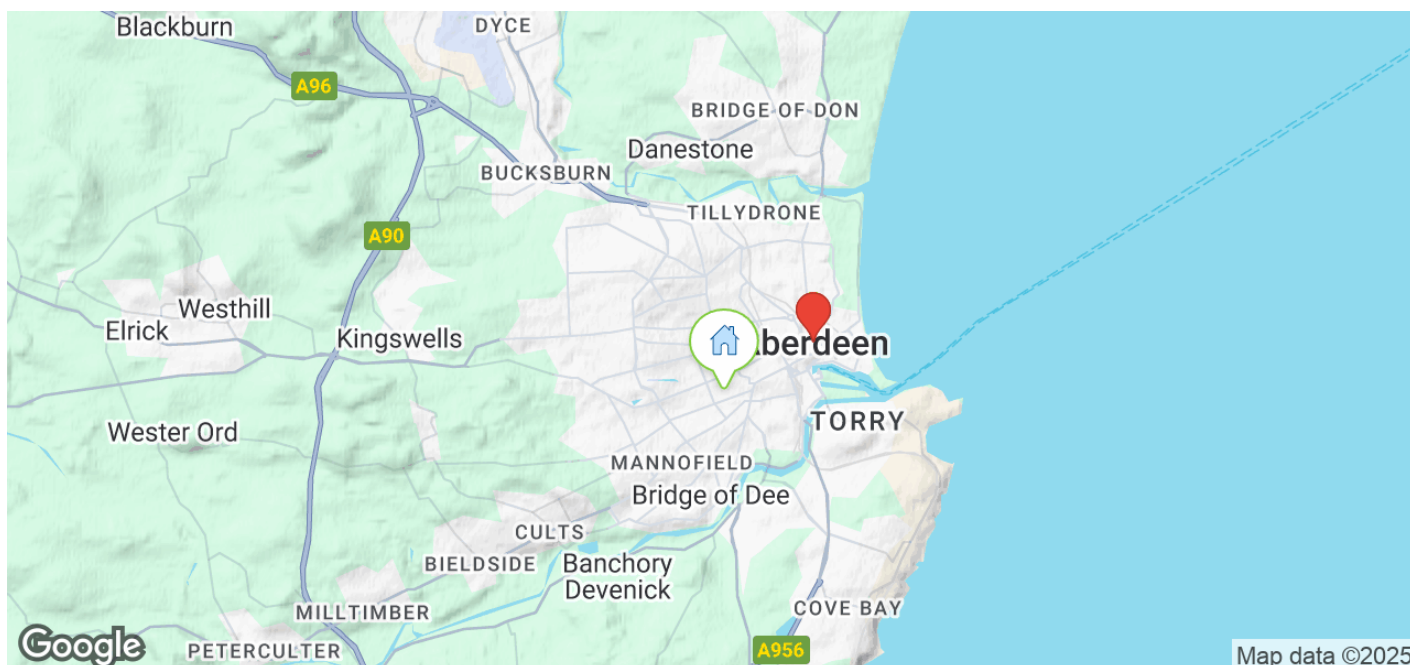 Blackburn
DYCE
A96
BRIDGE OF DON
Danestone
BUCKSBURN
TILLYDRONE
A90
Westhill
Elrick
Kingswells
berdeen
TORRY
Wester Ord
MANNOFIELD
Bridge of Dee
CULTS
BIELDSIDE
Banchory
Devenick
MILLTIMBER
COVE BAY
PETERCULTER
A956
Google
Map data ©2025